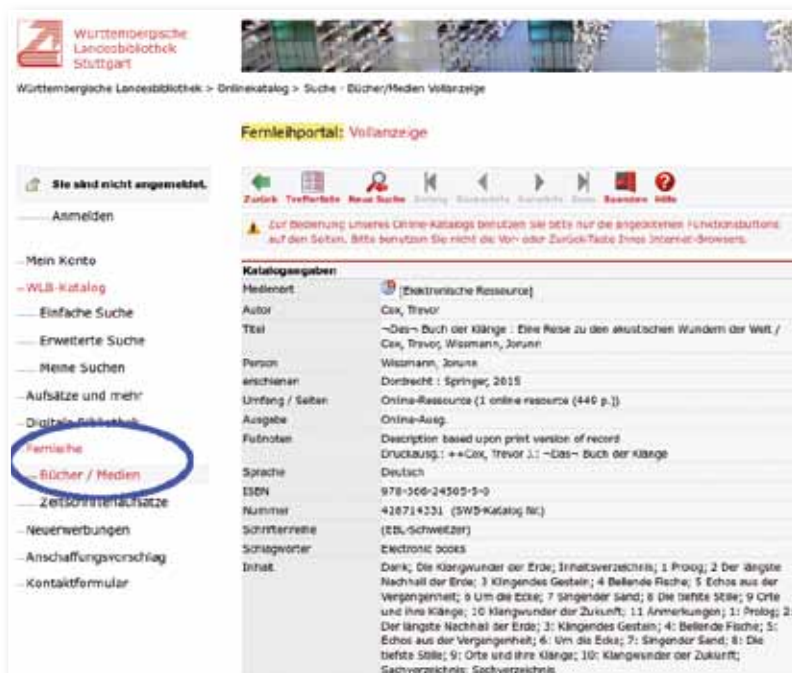 Württembergische
Landesbibliothek
Stuttgart
Württembergische Landesbibliothek > Onlinekatalog > Suche - Bücher/Medien Vollanzeige
Fernleihportal: Vollanzeige
Sie sind nicht angemeldet.
Anmelden
Mein Konto
WLB-Katalog
Einfache Suche
Erweiterte Suche
Meine Suchen
Aufsätze und mehr
Digitale Bibliothek
Fernleihe
Bücher / Medien
Zeitschriftenaufsätze
Neuerwerbungen
Anschaffungsvorschlag
Kontaktformular
Zurück Trefferliste Neue Suche Beenden Hilfe
Zur Bedienung unseres Online-Katalogs benutzen Sie bitte nur die angebotenen Funktionsbuttons
auf den Seiten. Bitte benutzen Sie nicht die Vor- oder Zurück-Taste Ihres Internet-Browsers.
Katalogangaben
Medienart [Elektronische Ressource]
Autor Cox, Trevor
Titel ¬Das¬ Buch der Klänge : Eine Reise zu den akustischen Wundern der Welt /
Cox, Trevor, Wissmann, Jorunn
Person Wissmann, Jorunn
erschienen Dordrecht : Springer, 2015
Umfang / Seiten Online-Ressource (1 online resource (449 p.))
Ausgabe Online-Ausg.
Fußnoten Description based upon print version of record
Druckausg.: ++Cox, Trevor J.: ¬Das¬ Buch der Klänge
Sprache Deutsch
ISBN 978-366-24505-5-0
Nummer 428714331 (SWB-Katalog Nr.)
Schriftenreihe (EBL-Schweitzer)
Schlagwörter Electronic books
Inhalt Dank; Die Klangwunder der Erde; Inhaltsverzeichnis; 1 Prolog; 2 Der längste
Nachhall der Erde; 3 Klingendes Gestein; 4 Bellende Fische; 5 Echos aus der
Vergangenheit; 6 Um die Ecke; 7 Singender Sand; 8 Die tiefste Stille; 9 Orte
und ihre Klänge; 10 Klangwunder der Zukunft; 11 Anmerkungen; 1: Prolog; 2:
Der längste Nachhall der Erde; 3: Klingendes Gestein; 4: Bellende Fische; 5:
Echos aus der Vergangenheit; 6: Um die Ecke; 7: Singender Sand; 8: Die
tiefste Stille; 9: Orte und ihre Klänge; 10: Klangwunder der Zukunft;
Sachverzeichnis; Sachverzeichnis